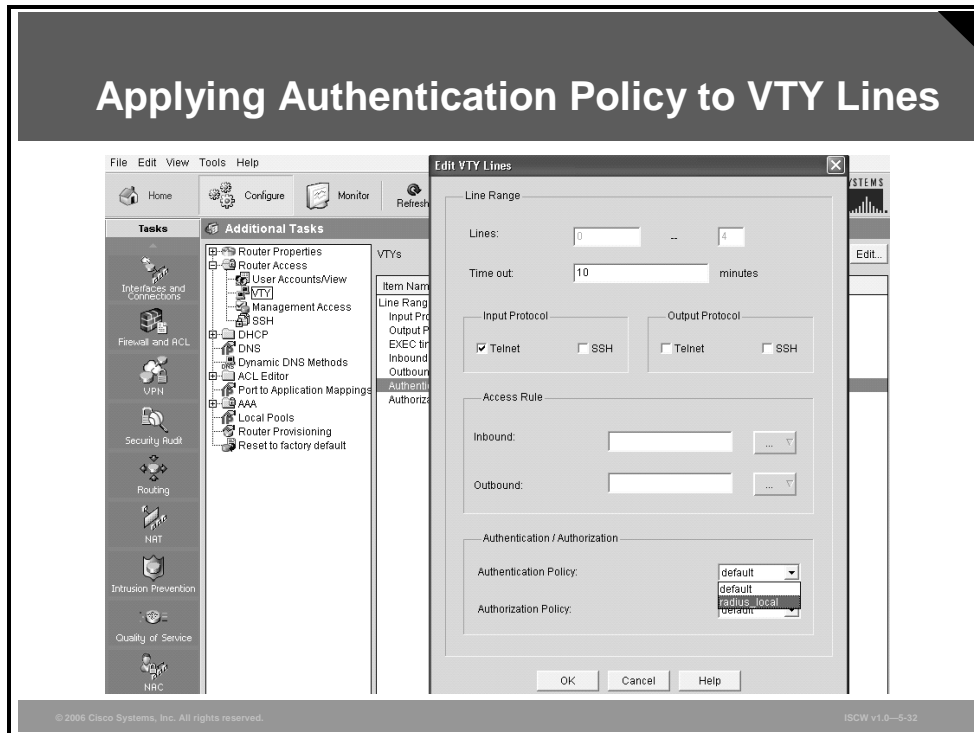 Applying Authentication Policy to VTY Lines
File Edit View Tools Help
Home
Configure
Monitor
Refresh
YSTEMS
Tasks
Interfaces and
Connections
Firewall and ACL
VPN
Security Audit
Routing
NAT
Intrusion Prevention
Quality of Service
NAC
Additional Tasks
Router Properties
Router Access
User Accounts/View
VTY
Management Access
SSH
DHCP
DNS
Dynamic DNS Methods
ACL Editor
Port to Application Mappings
AAA
Local Pools
Router Provisioning
Reset to factory default
VTYs
Edit...
Item Nam
Line Rang
Input Pro
Output P
EXEC tin
Inbound
Outboun
Authenti
Authoriza
Edit VTY Lines
Line Range
Lines: 0 -- 4
Time out: 10 minutes
Input Protocol
Telnet SSH
Output Protocol
Telnet SSH
Access Rule
Inbound: ...
Outbound: ...
Authentication / Authorization
Authentication Policy: default
default
radius_local
Authorization Policy: default
OK Cancel Help
© 2006 Cisco Systems, Inc. All rights reserved.
ISCW v1.0—5-32